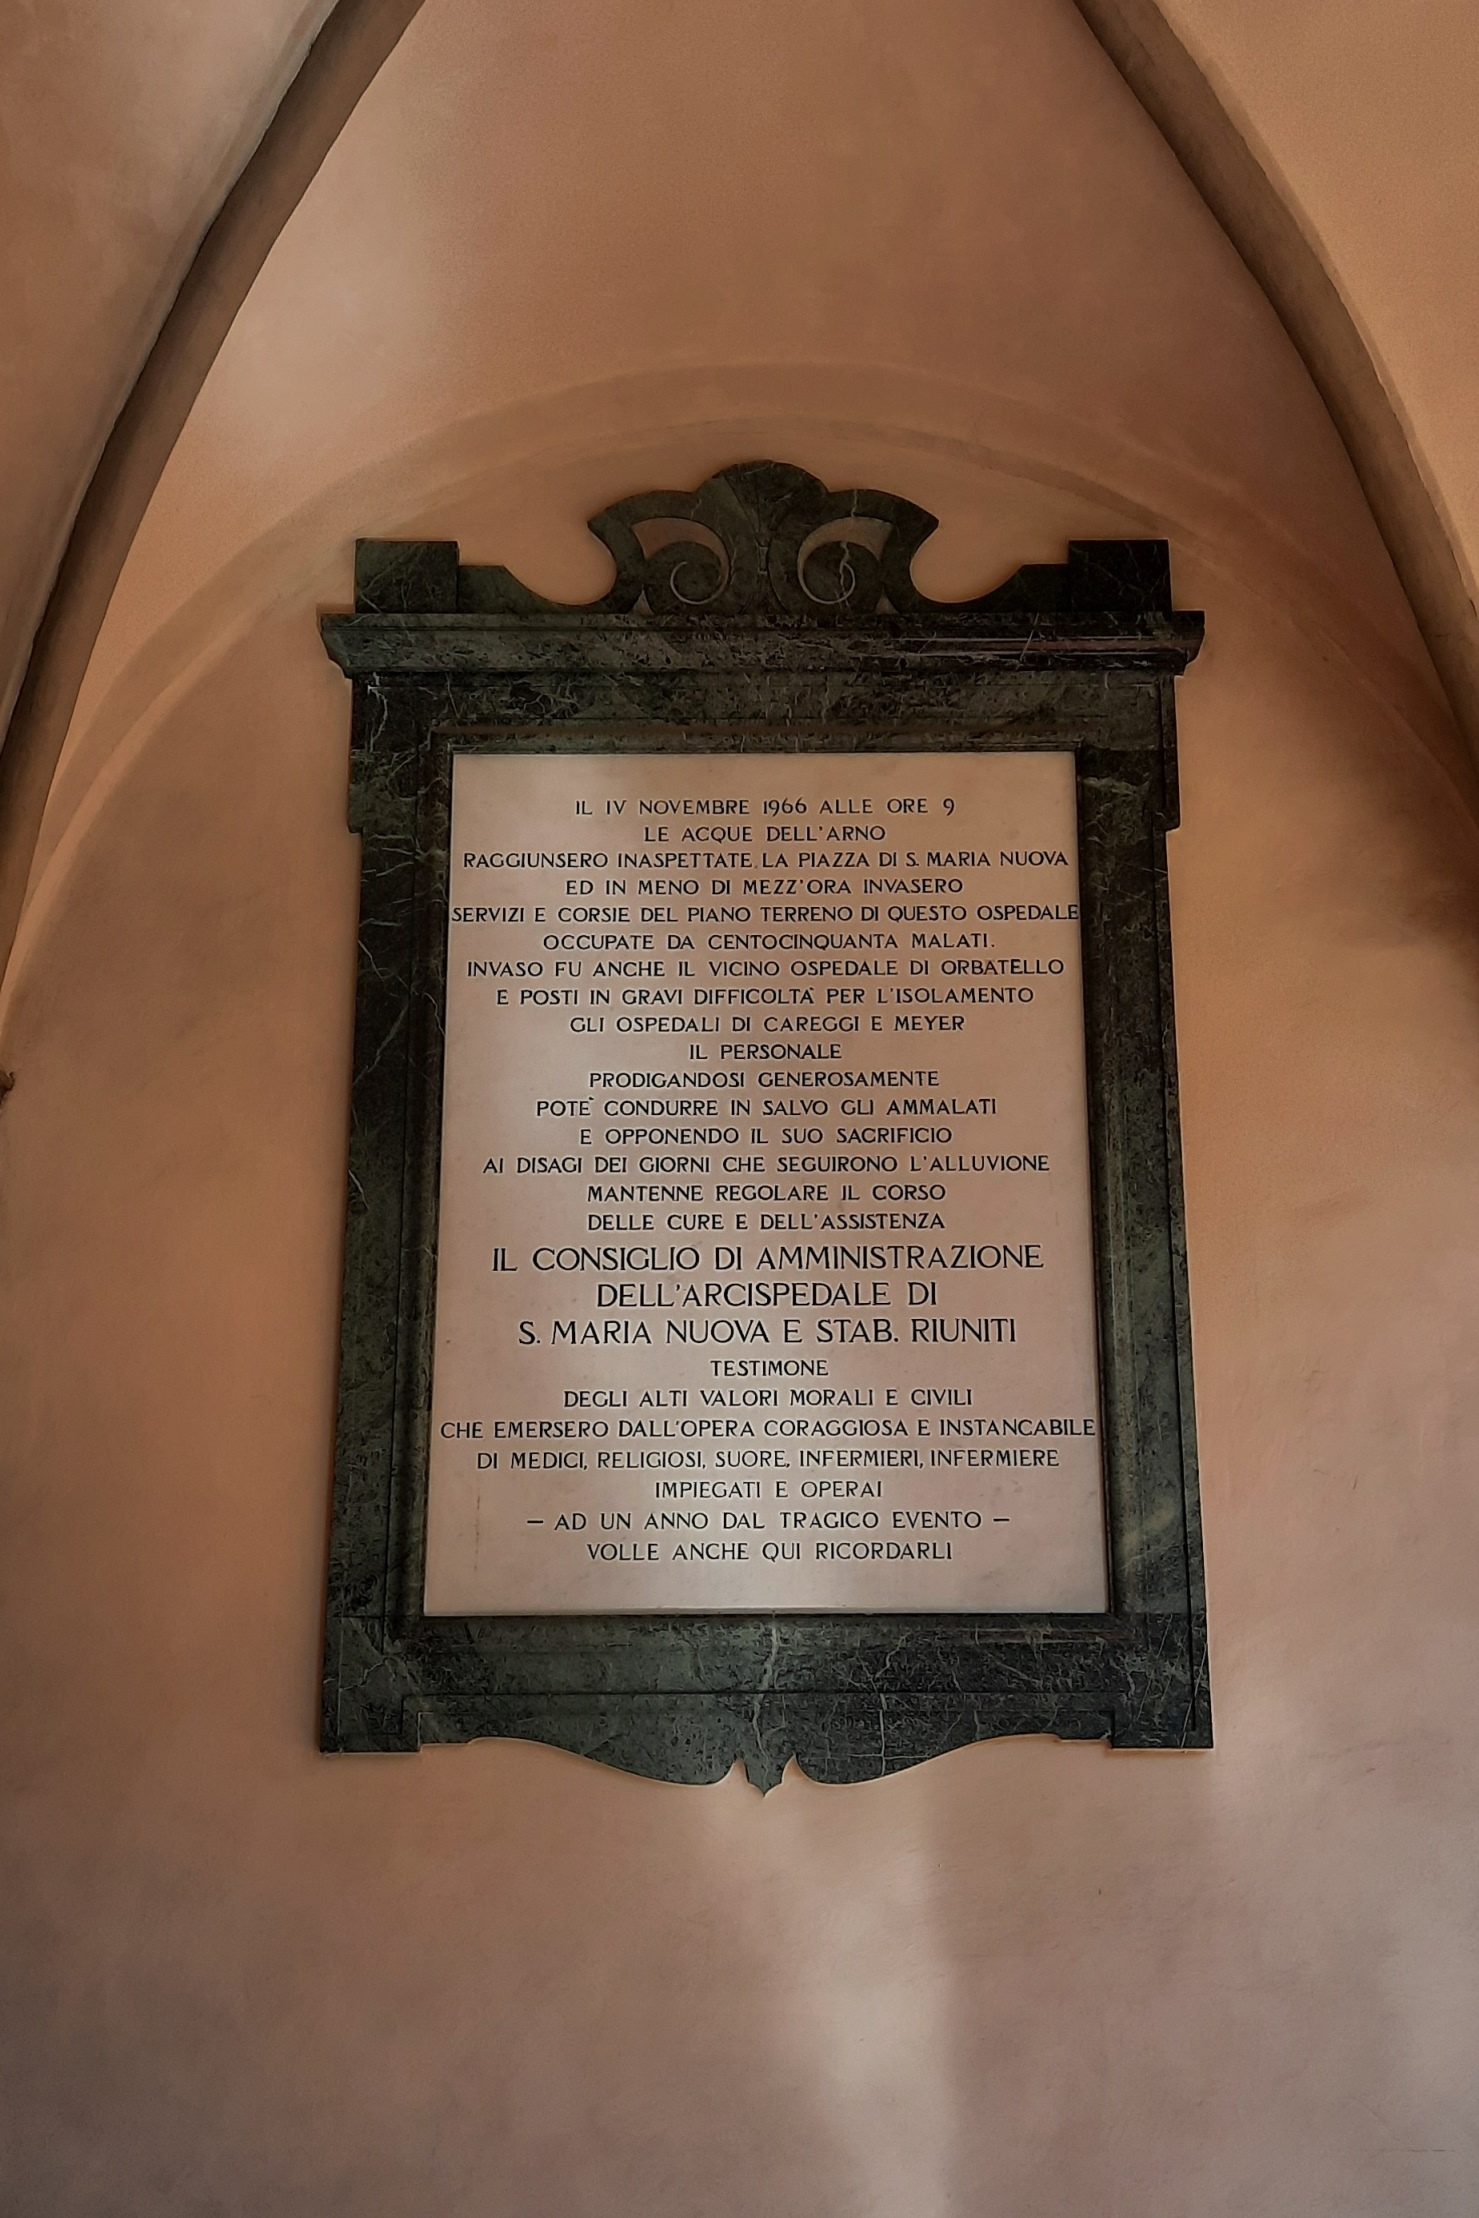 IL IV NOVEMBRE 1966 ALLE ORE 9
LE ACQUE DELL'ARNO
RAGGIUNSERO INASPETTATE LA PIAZZA DI S. MARIA NUOVA
ED IN MENO DI MEZZ'ORA INVASERO
SERVIZI E CORSIE DEL PIANO TERRENO DI QUESTO OSPEDALE
OCCUPATE DA CENTOCINQUANTA MALATI.
INVASO FU ANCHE IL VICINO OSPEDALE DI ORBATELLO
E POSTI IN GRAVI DIFFICOLTÀ PER L'ISOLAMENTO
GLI OSPEDALI DI CAREGGI E MEYER
IL PERSONALE
PRODIGANDOSI GENEROSAMENTE
POTÈ CONDURRE IN SALVO GLI AMMALATI
E OPPONENDO IL SUO SACRIFICIO
AI DISAGI DEI GIORNI CHE SEGUIRONO L'ALLUVIONE
MANTENNE REGOLARE IL CORSO
DELLE CURE E DELL'ASSISTENZA
IL CONSIGLIO DI AMMINISTRAZIONE
DELL'ARCISPEDALE DI
S. MARIA NUOVA E STAB. RIUNITI
TESTIMONE
DEGLI ALTI VALORI MORALI E CIVILI
CHE EMERSERO DALL'OPERA CORAGGIOSA E INSTANCABILE
DI MEDICI, RELIGIOSI, SUORE, INFERMIERI, INFERMIERE
IMPIEGATI E OPERAI
— AD UN ANNO DAL TRAGICO EVENTO —
VOLLE ANCHE QUI RICORDARLI